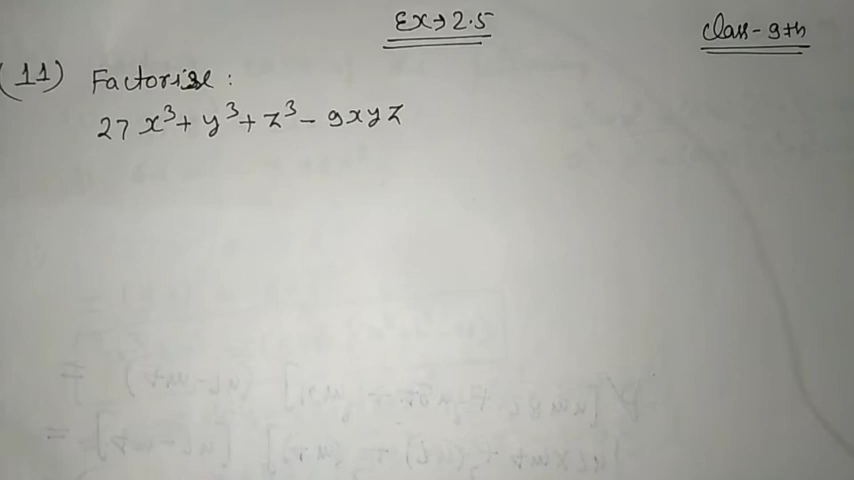 Ex→2.5
Class-9th
(11) Factorise:
27x³+y³+z³-9xyz